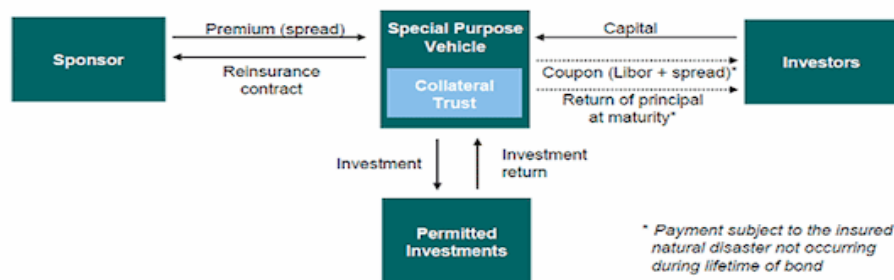 Sponsor
Premium (spread)
Reinsurance
contract
Special Purpose
Vehicle
Collateral
Trust
Capital
Coupon (Libor + spread)*
Return of principal
at maturity*
Investors
Investment
Investment
return
Permitted
Investments
* Payment subject to the insured
natural disaster not occurring
during lifetime of bond